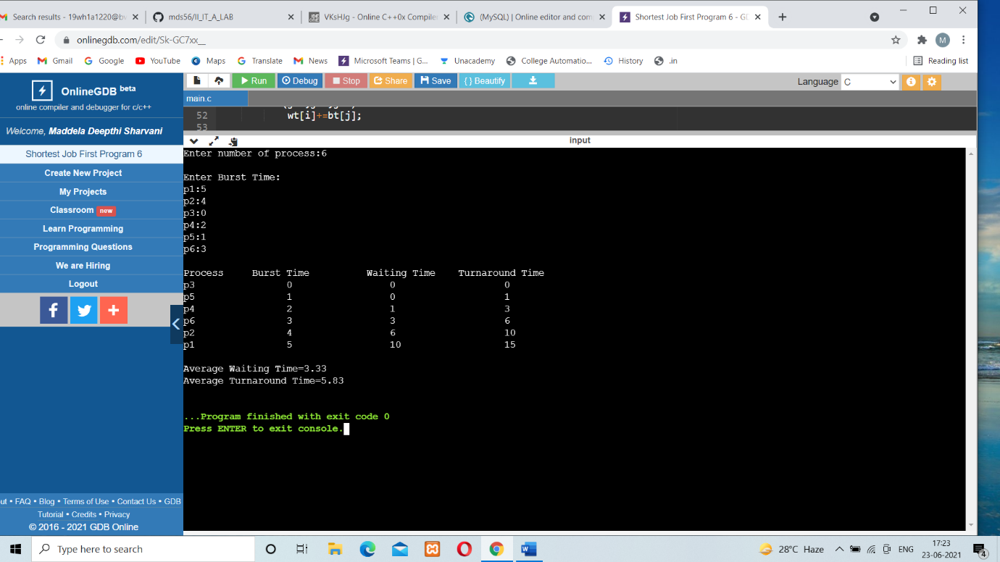 Search results - 19wh1a1220@bv
mds56/II_IT_A_LAB
VKsHJg - Online C++0x Compiler
(MySQL) | Online editor and com
Shortest Job First Program 6 - GD
onlinegdb.com/edit/Sk-GC7xx__
Apps Gmail Google YouTube Maps Translate News Microsoft Teams | G... Unacademy College Automatio... History .in Reading list
OnlineGDB beta
online compiler and debugger for c/c++
Welcome, Maddela Deepthi Sharvani
Shortest Job First Program 6
Create New Project
My Projects
Classroom new
Learn Programming
Programming Questions
We are Hiring
Logout
ut • FAQ • Blog • Terms of Use • Contact Us • GDB
Tutorial • Credits • Privacy
© 2016 - 2021 GDB Online
Run Debug Stop Share Save { } Beautify
Language C
main.c
52 wt[i]+=bt[j];
53
input
Enter number of process:6
Enter Burst Time:
p1:5
p2:4
p3:0
p4:2
p5:1
p6:3
Process Burst Time Waiting Time Turnaround Time
p3 0 0 0
p5 1 0 1
p4 2 1 3
p6 3 3 6
p2 4 6 10
p1 5 10 15
Average Waiting Time=3.33
Average Turnaround Time=5.83
...Program finished with exit code 0
Press ENTER to exit console.
Type here to search
28°C Haze
ENG
17:23
23-06-2021
4